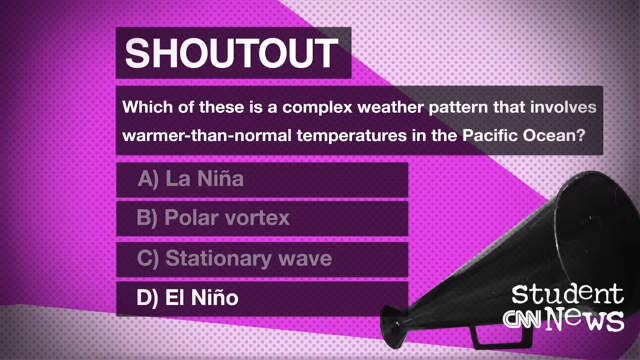 SHOUTOUT
Which of these is a complex weather pattern that involves
warmer-than-normal temperatures in the Pacific Ocean?
A) La Niña
B) Polar vortex
C) Stationary wave
D) El Niño
student
CNN NeWS